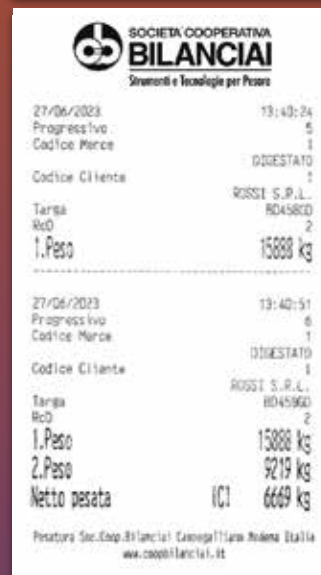 SOCIETA' COOPERATIVA
BILANCIAI
Strumenti e Tecnologie per Pesare
27/06/2023 13:40:24
Progressivo 5
Codice Merce 1
DIGESTATO
Codice Cliente 1
ROSSI S.R.L.
Targa
RcD 2
1.Peso 15888 kg
27/06/2023 13:40:51
Progressivo 6
Codice Merce 1
DIGESTATO
Codice Cliente 1
ROSSI S.R.L.
Targa
RcD 2
1.Peso 15888 kg
2.Peso 9219 kg
Netto pesata (C) 6669 kg
Pesatura Soc.Coop.Bilanciai Campogalliano Modena Italia
www.coopbilanciai.it